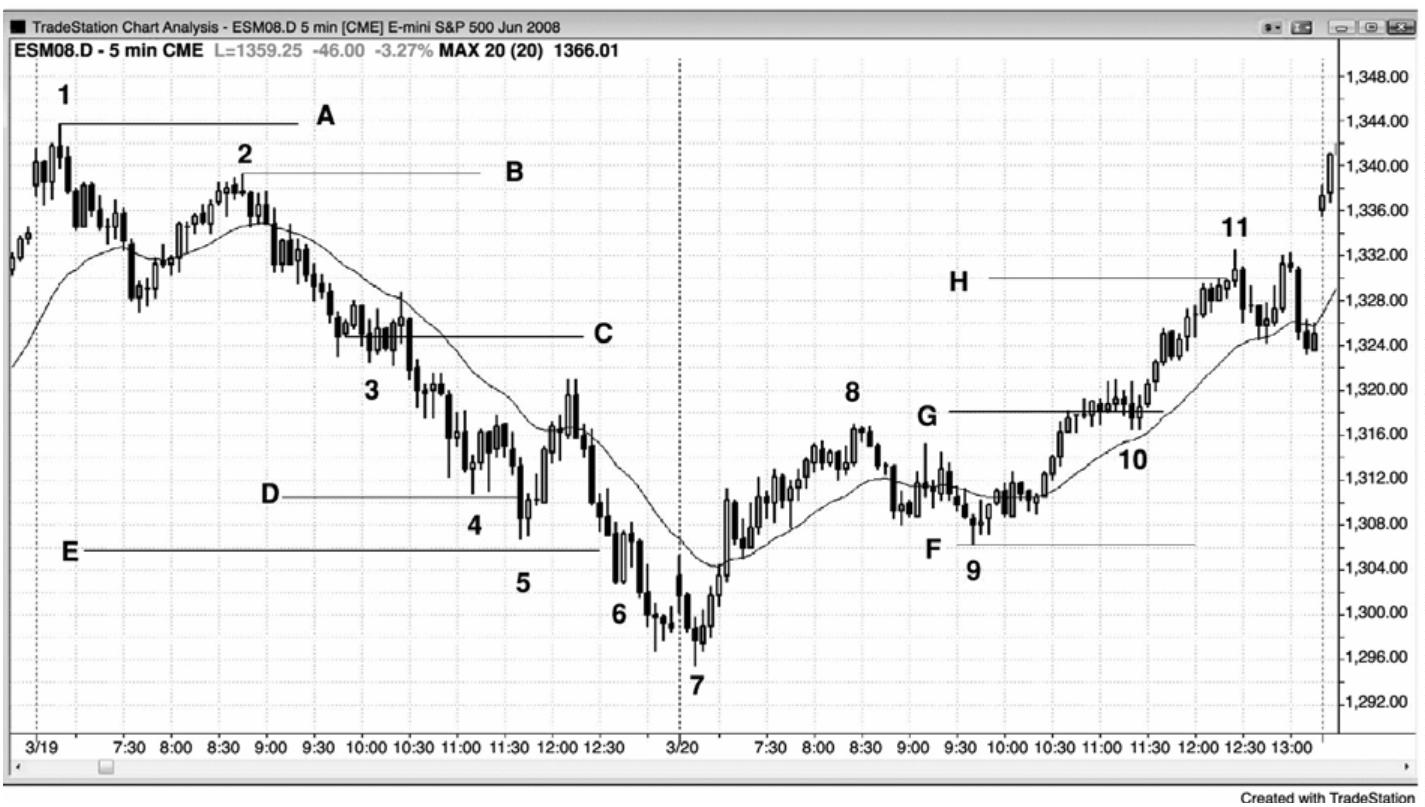 TradeStation Chart Analysis - ESM08.D 5 min [CME] E-mini S&P 500 Jun 2008
ESM08.D - 5 min CME L=1359.25 -46.00 -3.27% MAX 20 (20) 1366.01
1
A
2
B
3
C
D
4
E
5
6
7
8
G
F
9
10
H
11
1,348.00
1,344.00
1,340.00
1,336.00
1,332.00
1,328.00
1,324.00
1,320.00
1,316.00
1,312.00
1,308.00
1,304.00
1,300.00
1,296.00
1,292.00
3/19 7:30 8:00 8:30 9:00 9:30 10:00 10:30 11:00 11:30 12:00 12:30 3/20 7:30 8:00 8:30 9:00 9:30 10:00 10:30 11:00 11:30 12:00 12:30 13:00
Created with TradeStation